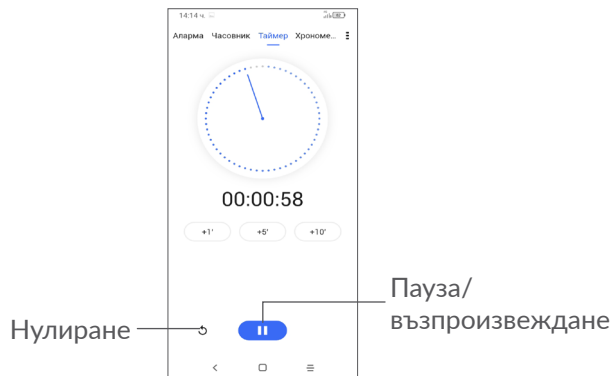 14:14 ч.
Аларма Часовник Таймер Хрономе...
00:00:58
+1' +5' +10'
Пауза/
възпроизвеждане
Нулиране